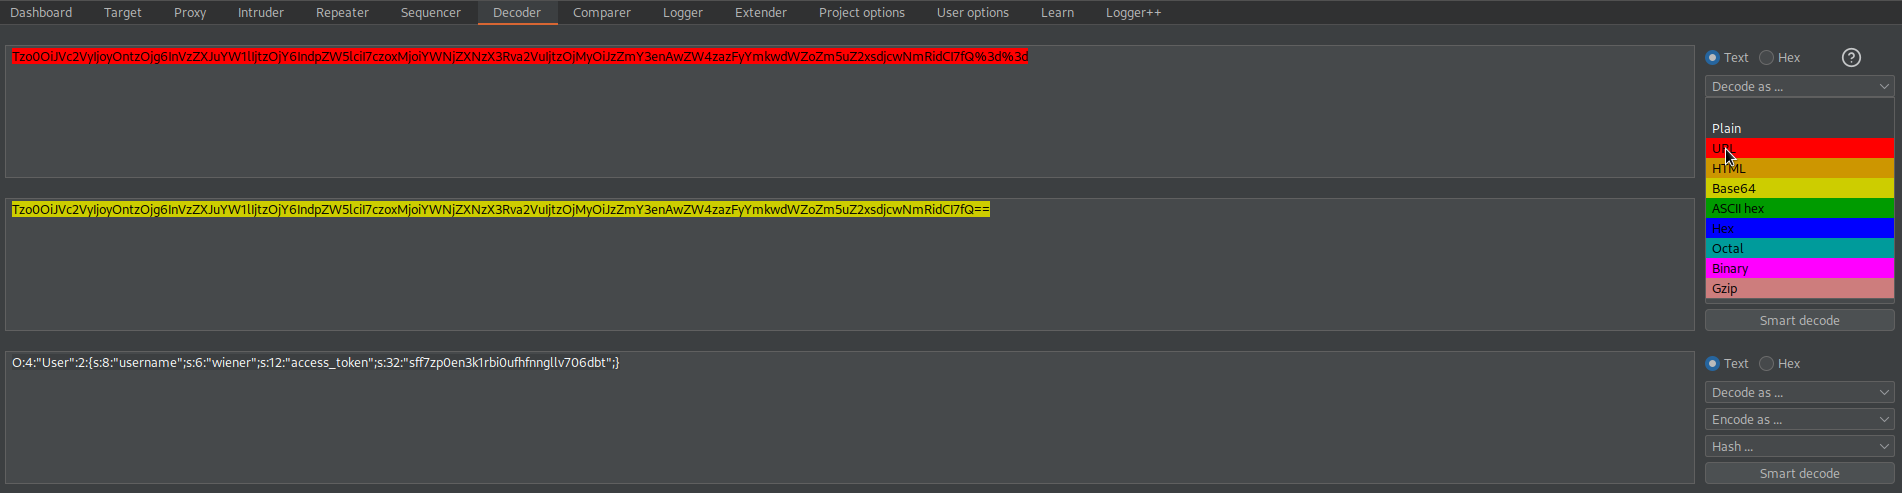 Dashboard Target Proxy Intruder Repeater Sequencer Decoder Comparer Logger Extender Project options User options Learn Logger++
Tzo0OiJVc2VyIjoyOntzOjg6InVzZXJuYW1lIjtzOjY6IndpZW5lciI7czoxMjoiYWNjZXNzX3Rva2VuIjtzOjMyOiJzZmY3enAwZW4zazFyYmkwdWZoZm5uZ2xsdjcwNmRidCI7fQ%3d%3d
Text Hex ?
Decode as ...
Plain
URL
HTML
Base64
ASCII hex
Hex
Octal
Binary
Gzip
Smart decode
Tzo0OiJVc2VyIjoyOntzOjg6InVzZXJuYW1lIjtzOjY6IndpZW5lciI7czoxMjoiYWNjZXNzX3Rva2VuIjtzOjMyOiJzZmY3enAwZW4zazFyYmkwdWZoZm5uZ2xsdjcwNmRidCI7fQ==
O:4:"User":2:{s:8:"username";s:6:"wiener";s:12:"access_token";s:32:"sff7zp0en3k1rbi0ufhfnngllv706dbt";}
Text Hex
Decode as ...
Encode as ...
Hash ...
Smart decode